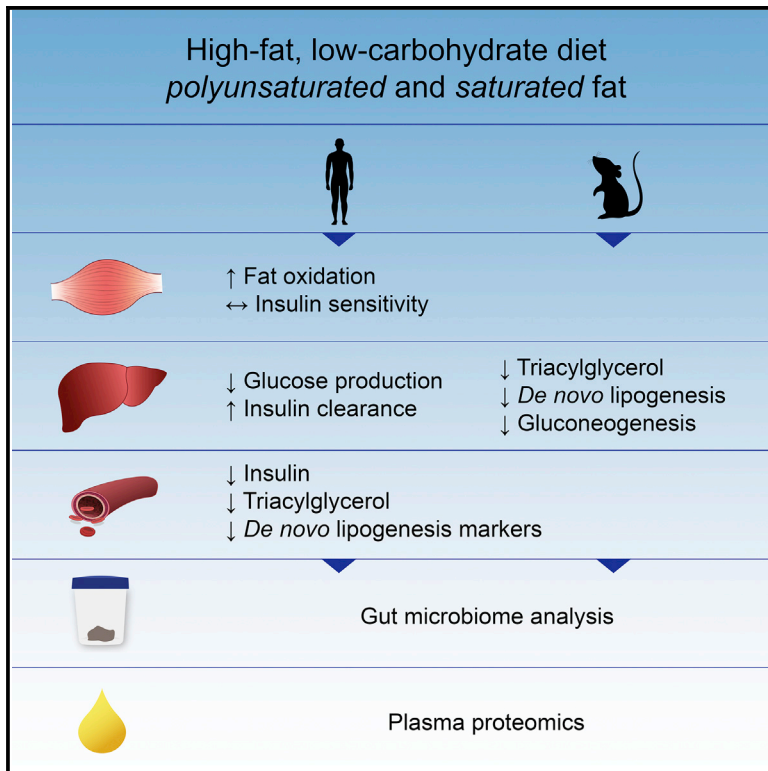 High-fat, low-carbohydrate diet
polyunsaturated and saturated fat
↑ Fat oxidation
↔ Insulin sensitivity
↓ Glucose production
↑ Insulin clearance
↓ Triacylglycerol
↓ De novo lipogenesis
↓ Gluconeogenesis
↓ Insulin
↓ Triacylglycerol
↓ De novo lipogenesis markers
Gut microbiome analysis
Plasma proteomics